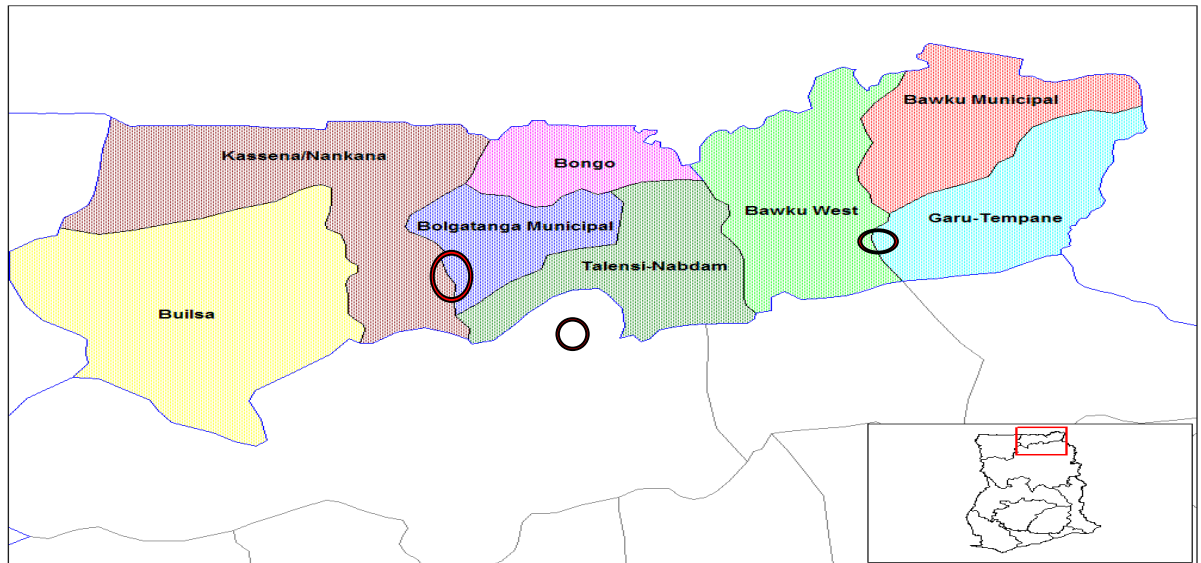 Bawku Municipal
Kassena/Nankana
Bongo
Bawku West
Garu-Tempane
Bolgatanga Municipal
Talensi-Nabdam
Builsa